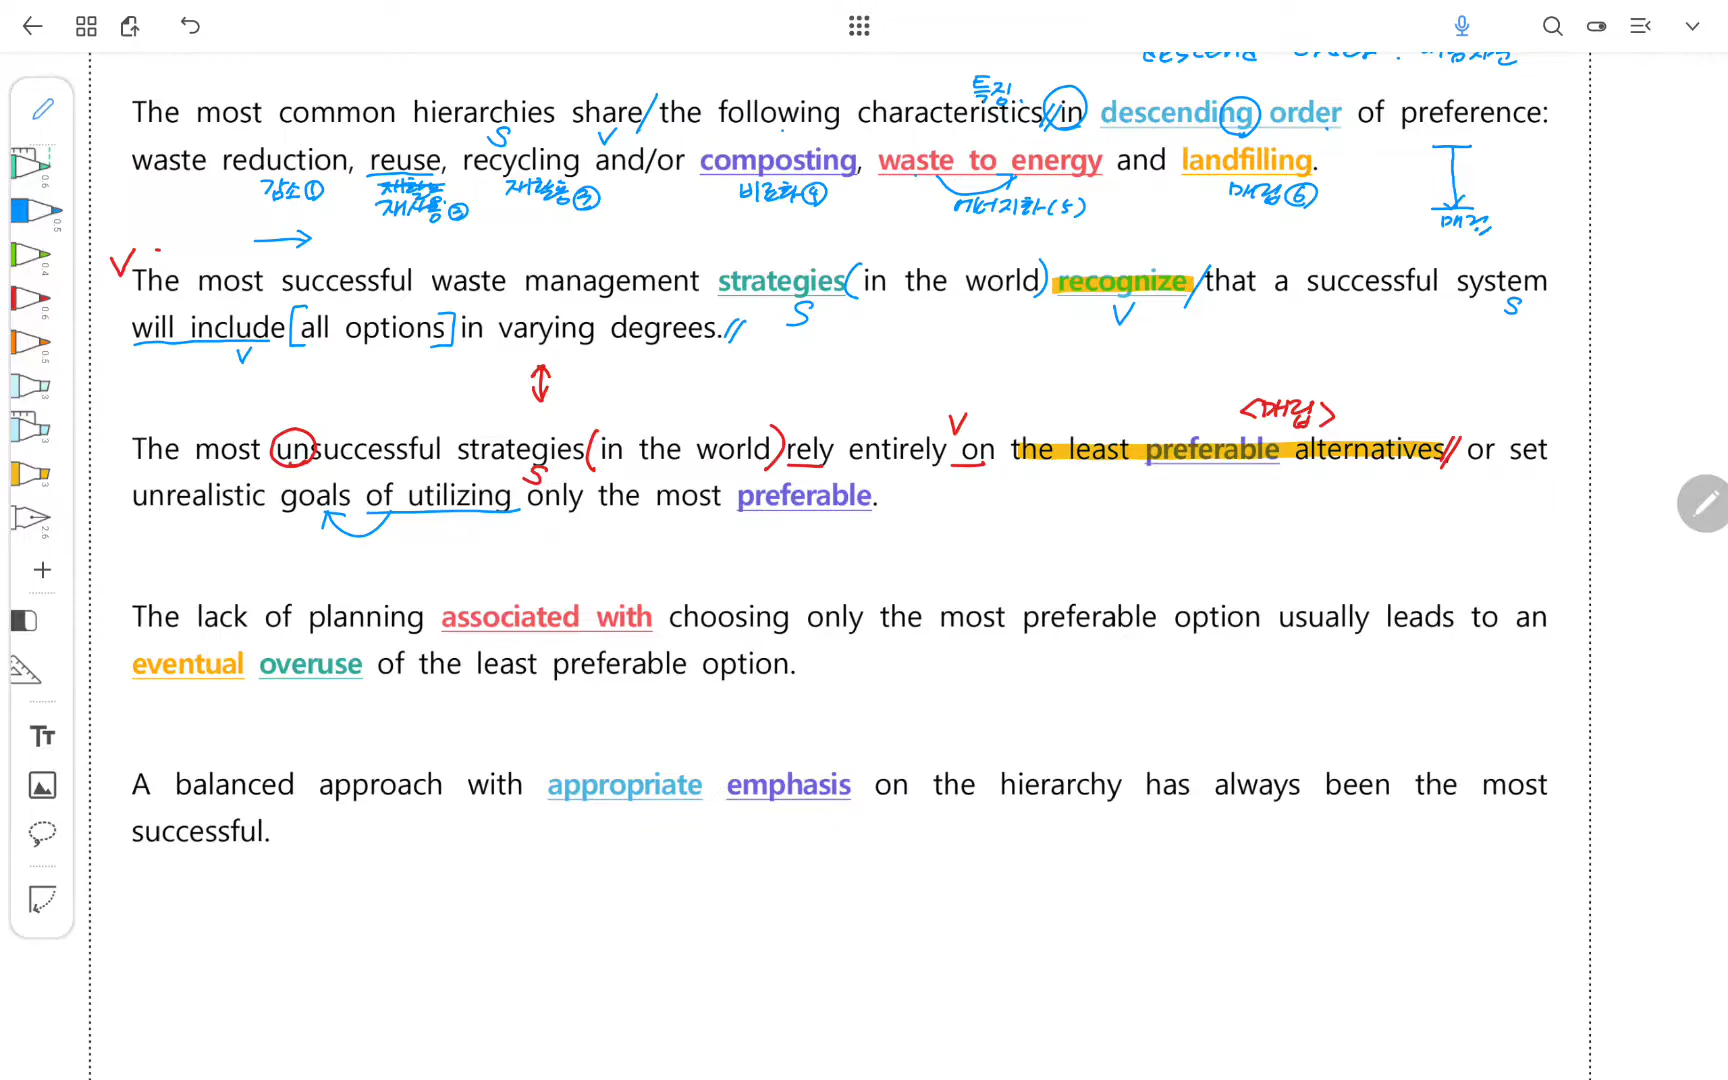 특징.
The most common hierarchies share the following characteristics in descending order of preference:
S V
waste reduction, reuse, recycling and/or composting, waste to energy and landfilling.
감소① 재활용③ 비료화④ 매립⑥
재사용② 에너지화(5) 매립
V
The most successful waste management strategies (in the world) recognize that a successful system
S V S
will include [all options] in varying degrees.
V
<매립>
V
The most unsuccessful strategies (in the world) rely entirely on the least preferable alternatives or set
S
unrealistic goals of utilizing only the most preferable.
The lack of planning associated with choosing only the most preferable option usually leads to an
eventual overuse of the least preferable option.
A balanced approach with appropriate emphasis on the hierarchy has always been the most
successful.